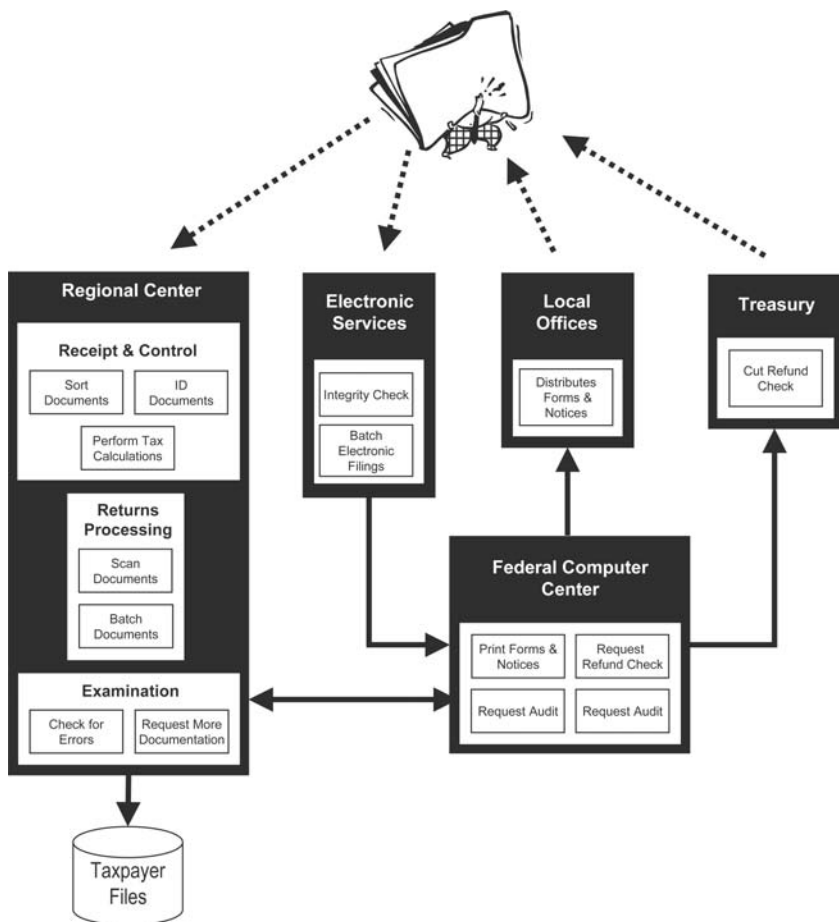 Regional Center
Receipt & Control
Sort
Documents
ID
Documents
Perform Tax
Calculations
Returns
Processing
Scan
Documents
Batch
Documents
Examination
Check for
Errors
Request More
Documentation
Taxpayer
Files
Electronic
Services
Integrity Check
Batch
Electronic
Filings
Local
Offices
Distributes
Forms &
Notices
Treasury
Cut Refund
Check
Federal Computer
Center
Print Forms &
Notices
Request
Refund Check
Request Audit
Request Audit